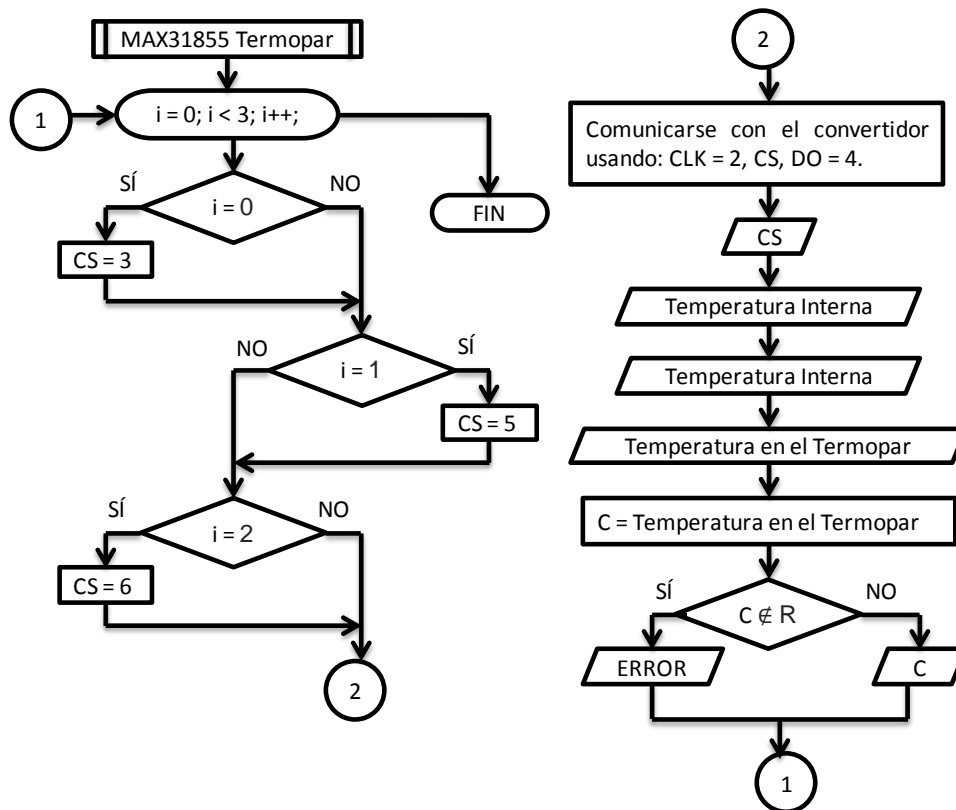 MAX31855 Termopar
1
i = 0; i < 3; i++;
SÍ
NO
i = 0
FIN
CS = 3
NO
SÍ
i = 1
CS = 5
SÍ
NO
i = 2
CS = 6
2
2
Comunicarse con el convertidor
usando: CLK = 2, CS, DO = 4.
CS
Temperatura Interna
Temperatura Interna
Temperatura en el Termopar
C = Temperatura en el Termopar
SÍ
NO
C ∉ R
ERROR
C
1